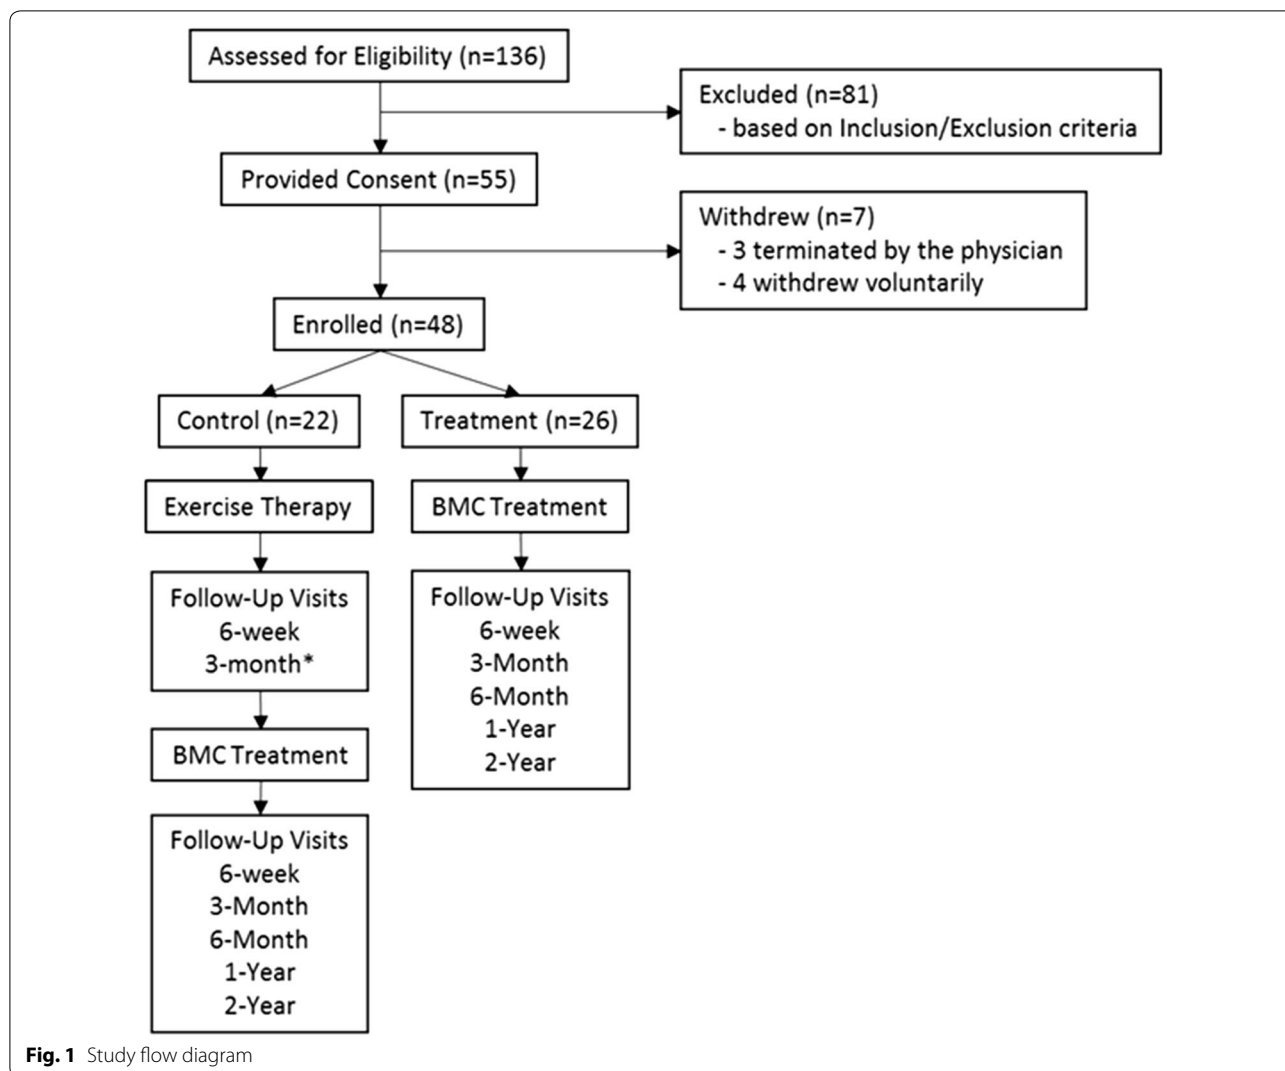 Assessed for Eligibility (n=136)
Excluded (n=81)
- based on Inclusion/Exclusion criteria
Provided Consent (n=55)
Withdrew (n=7)
- 3 terminated by the physician
- 4 withdrew voluntarily
Enrolled (n=48)
Control (n=22)
Exercise Therapy
Follow-Up Visits
6-week
3-month*
BMC Treatment
Follow-Up Visits
6-week
3-Month
6-Month
1-Year
2-Year
Treatment (n=26)
BMC Treatment
Follow-Up Visits
6-week
3-Month
6-Month
1-Year
2-Year
Fig. 1 Study flow diagram